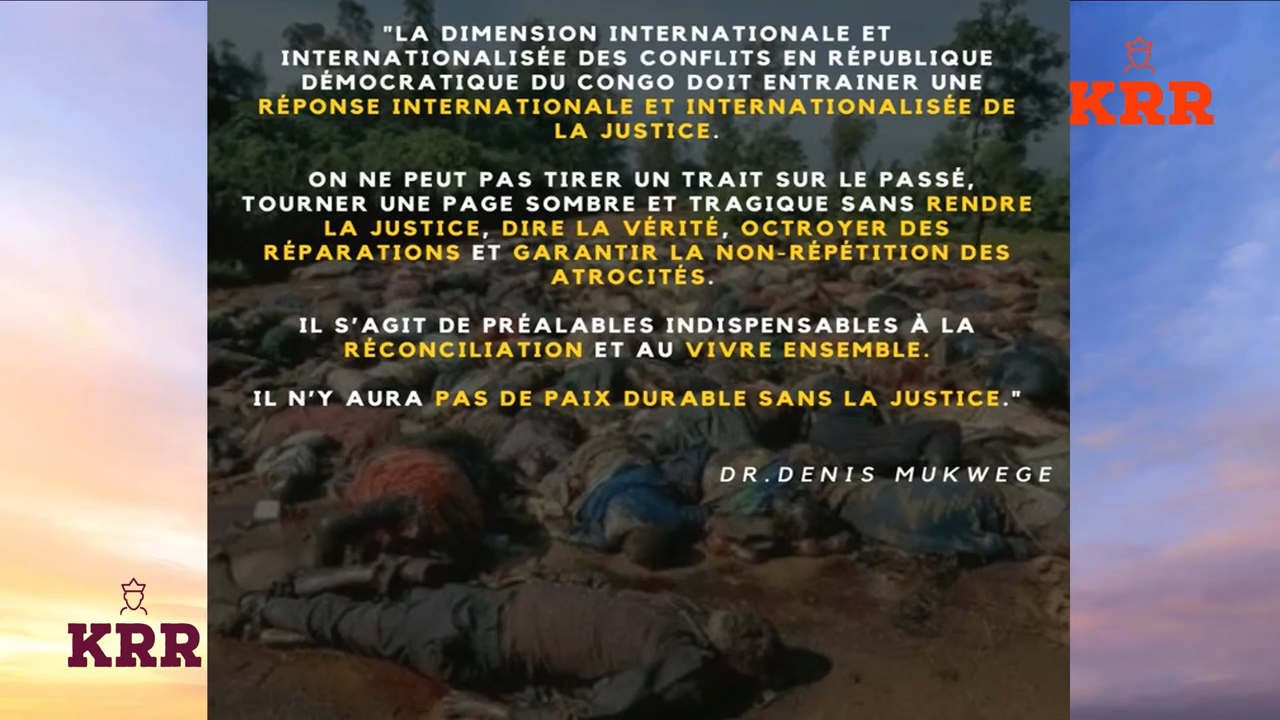 "LA DIMENSION INTERNATIONALE ET
INTERNATIONALISÉE DES CONFLITS EN RÉPUBLIQUE
DÉMOCRATIQUE DU CONGO DOIT ENTRAINER UNE
RÉPONSE INTERNATIONALE ET INTERNATIONALISÉE DE
LA JUSTICE.
ON NE PEUT PAS TIRER UN TRAIT SUR LE PASSÉ,
TOURNER UNE PAGE SOMBRE ET TRAGIQUE SANS RENDRE
LA JUSTICE, DIRE LA VÉRITÉ, OCTROYER DES
RÉPARATIONS ET GARANTIR LA NON-RÉPÉTITION DES
ATROCITÉS.
IL S'AGIT DE PRÉALABLES INDISPENSABLES À LA
RÉCONCILIATION ET AU VIVRE ENSEMBLE.
IL N'Y AURA PAS DE PAIX DURABLE SANS LA JUSTICE."
DR.DENIS MUKWEGE
KRR
KRR